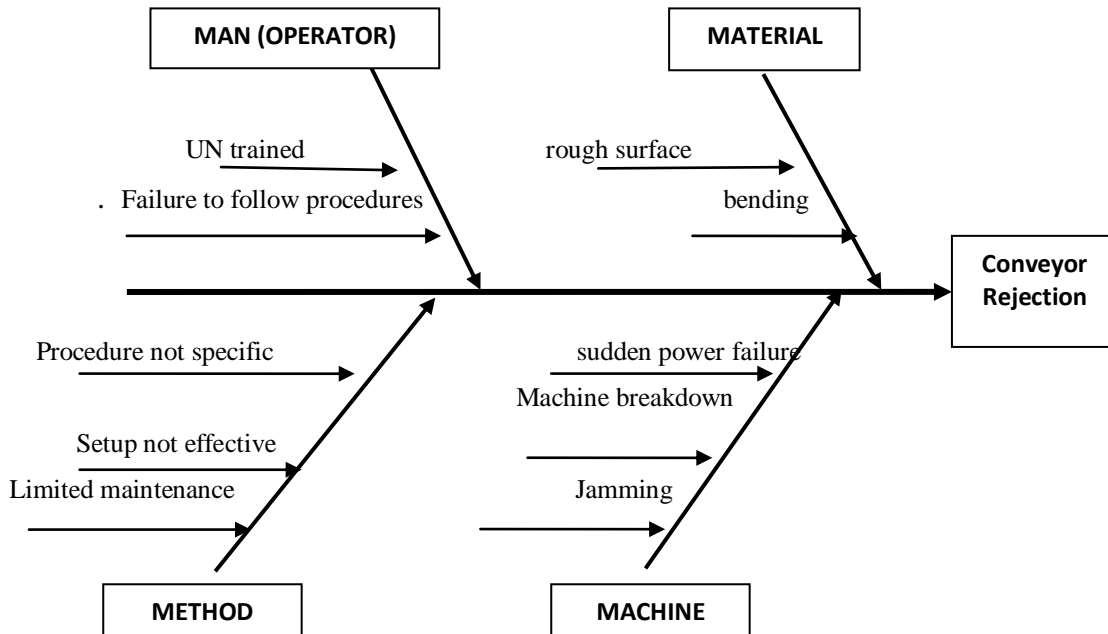 MAN (OPERATOR)
MATERIAL
UN trained
rough surface
. Failure to follow procedures
bending
Conveyor
Rejection
Procedure not specific
sudden power failure
Machine breakdown
Setup not effective
Limited maintenance
Jamming
METHOD
MACHINE